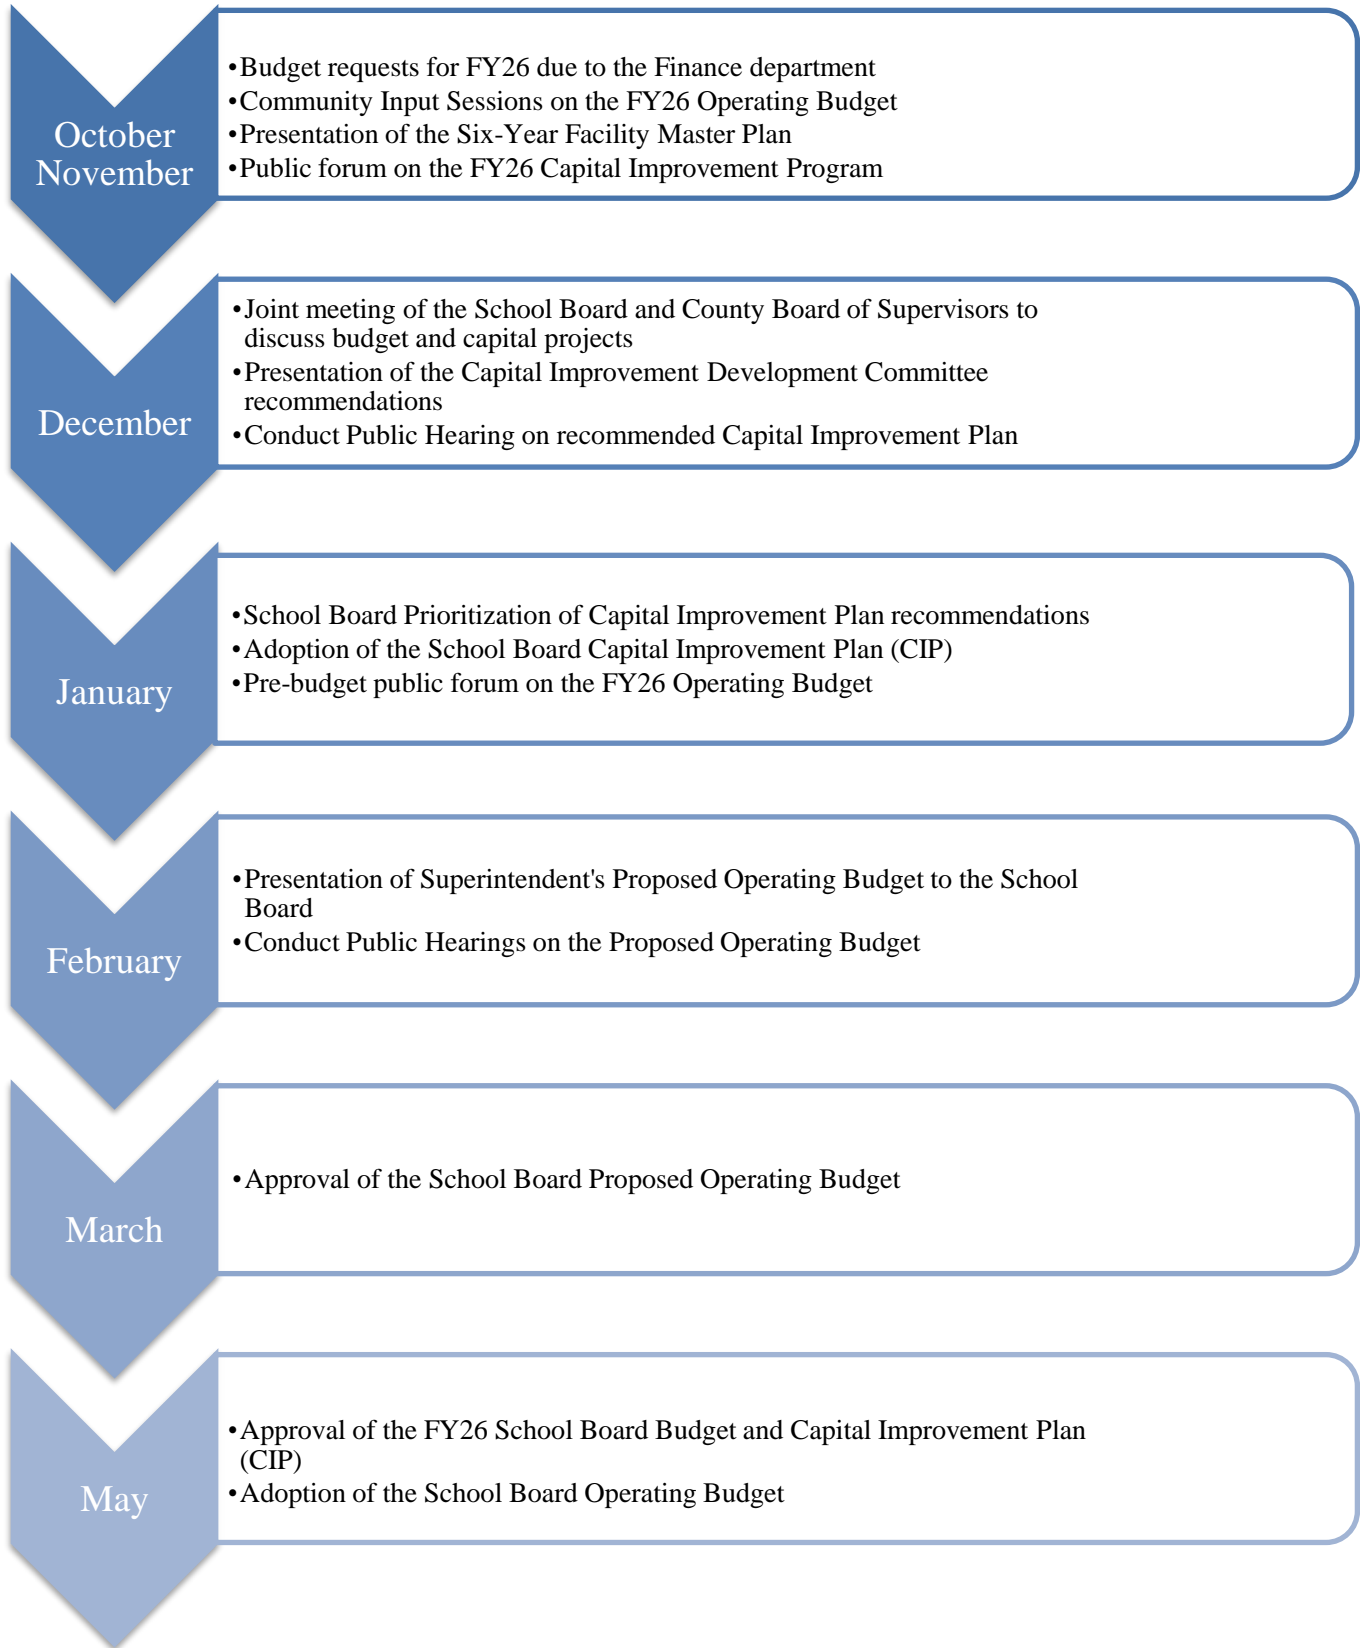 October
November
•Budget requests for FY26 due to the Finance department
•Community Input Sessions on the FY26 Operating Budget
•Presentation of the Six-Year Facility Master Plan
•Public forum on the FY26 Capital Improvement Program
December
•Joint meeting of the School Board and County Board of Supervisors to
discuss budget and capital projects
•Presentation of the Capital Improvement Development Committee
recommendations
•Conduct Public Hearing on recommended Capital Improvement Plan
January
•School Board Prioritization of Capital Improvement Plan recommendations
•Adoption of the School Board Capital Improvement Plan (CIP)
•Pre-budget public forum on the FY26 Operating Budget
February
•Presentation of Superintendent's Proposed Operating Budget to the School
Board
•Conduct Public Hearings on the Proposed Operating Budget
March
•Approval of the School Board Proposed Operating Budget
May
•Approval of the FY26 School Board Budget and Capital Improvement Plan
(CIP)
•Adoption of the School Board Operating Budget